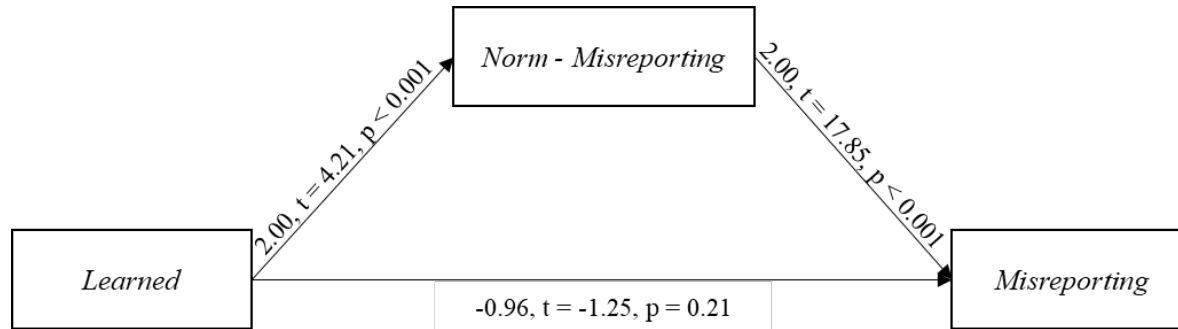 Norm - Misreporting
2.00, t = 4.21, p < 0.001
2.00, t = 17.85, p < 0.001
Learned
Misreporting
-0.96, t = -1.25, p = 0.21